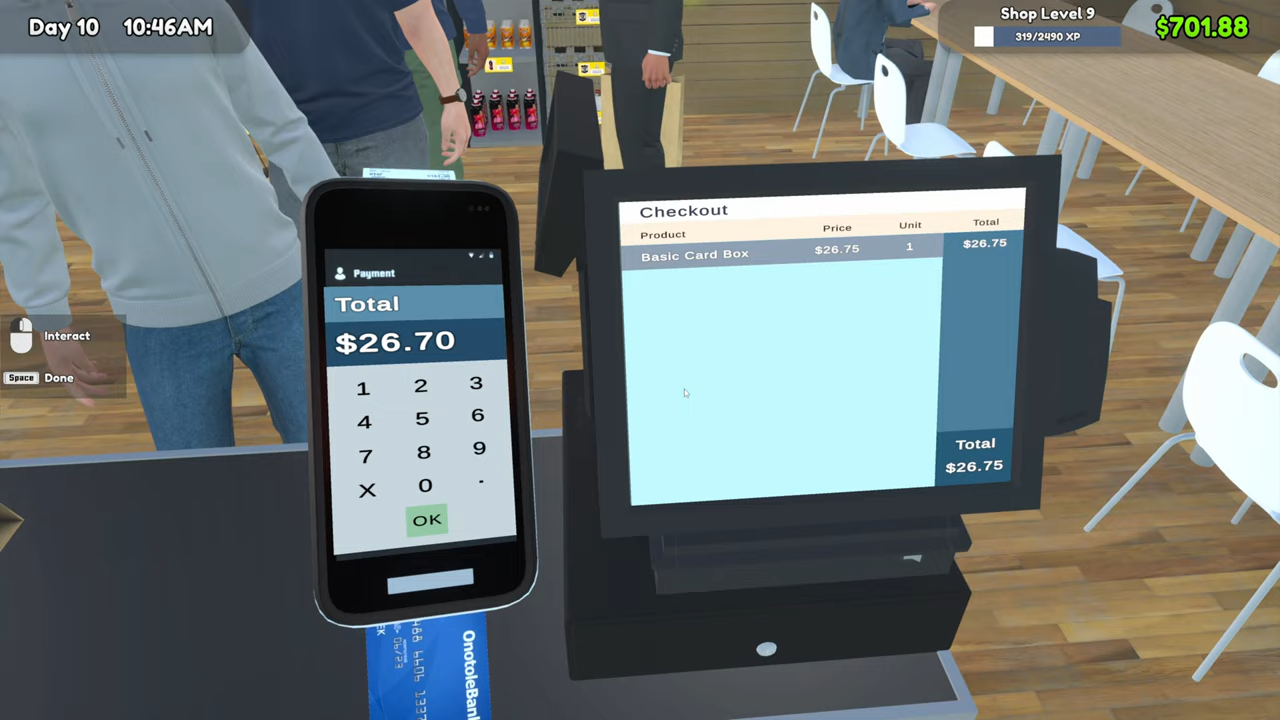 Day 10 10:46AM
Shop Level 9
319/2490 XP
$701.88
Interact
Space Done
Payment
Total
$26.70
1 2 3
4 5 6
7 8 9
X 0 .
OK
Checkout
Product Price Unit Total
Basic Card Box $26.75 1 $26.75
Total
$26.75
OnotoleBank